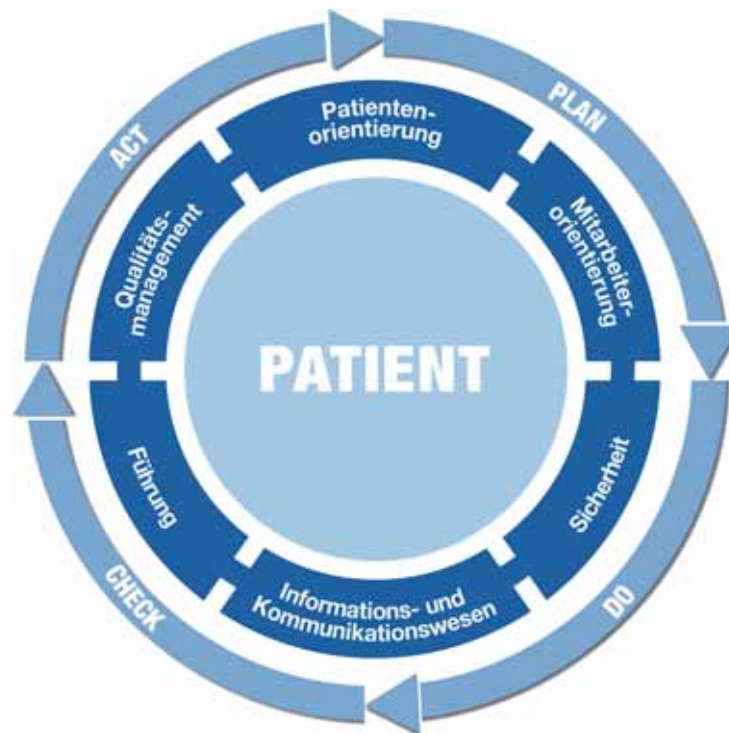 PLAN
DO
CHECK
ACT
Patienten-
orientierung
Mitarbeiter-
orientierung
Sicherheit
Informations- und
Kommunikationswesen
Führung
Qualitäts-
management
PATIENT